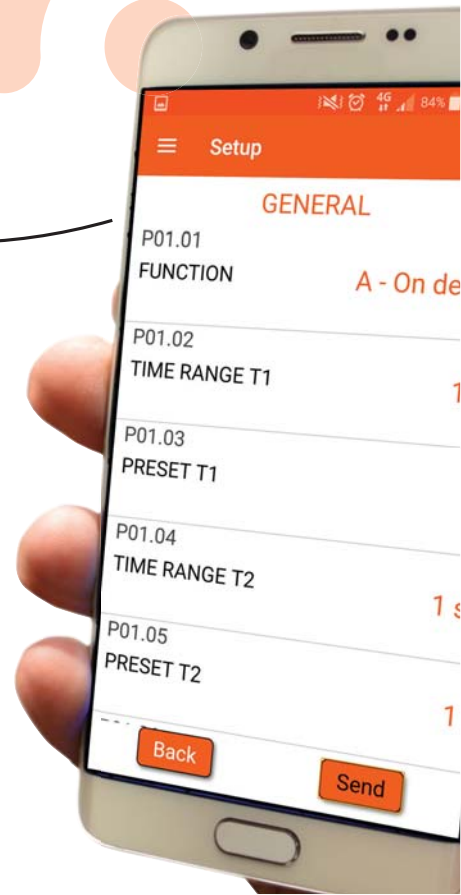 4G 84%
Setup
GENERAL
P01.01
FUNCTION
A - On de
P01.02
TIME RANGE T1
1
P01.03
PRESET T1
P01.04
TIME RANGE T2
1 s
P01.05
PRESET T2
1
Back
Send